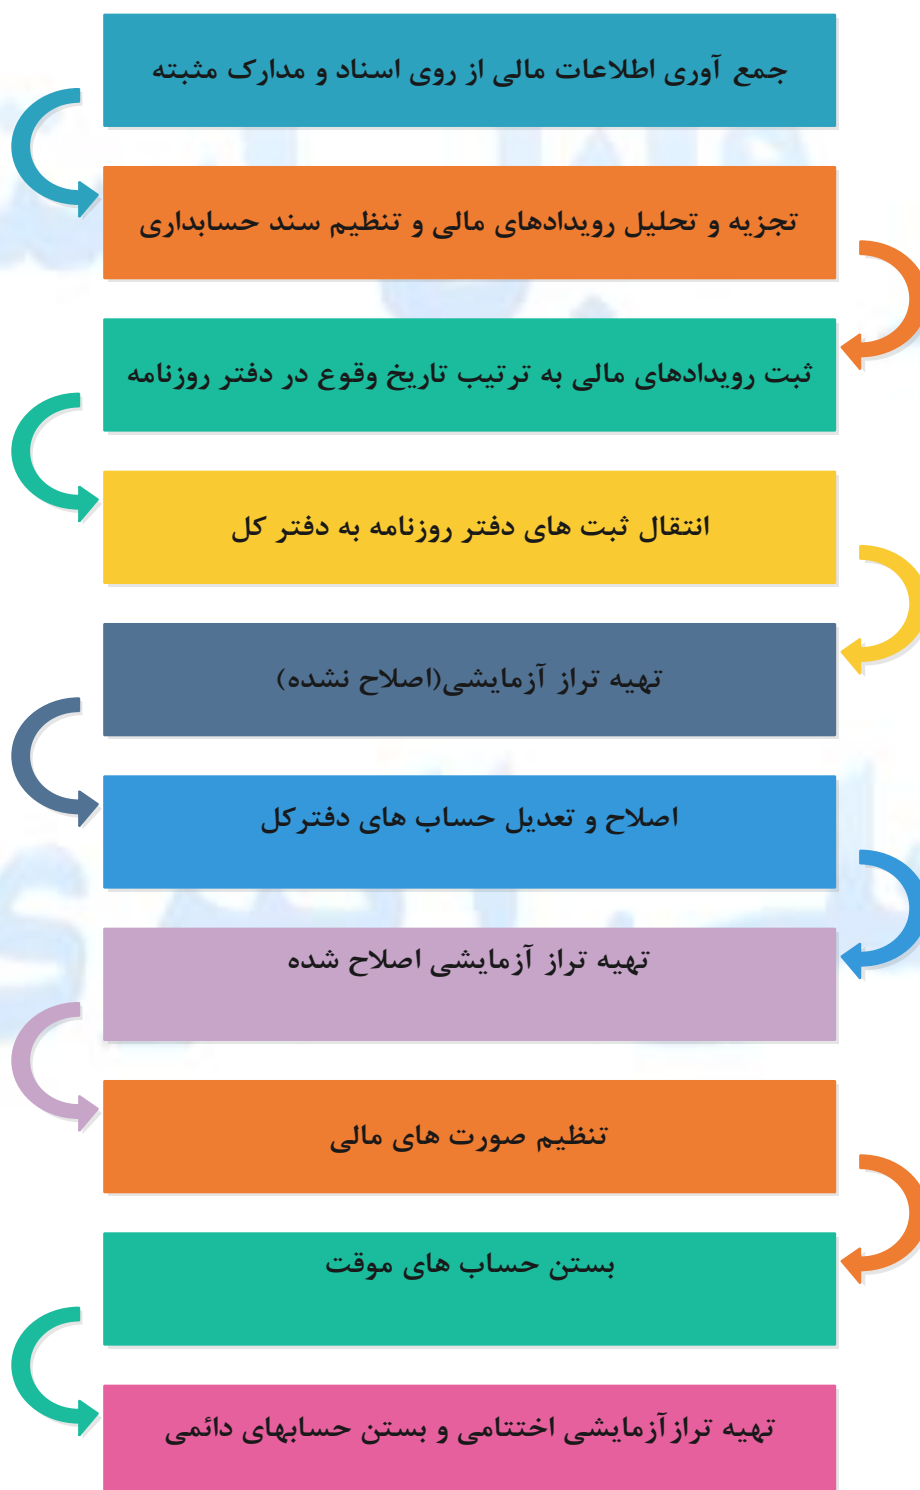 جمع آوری اطلاعات مالی از روی اسناد و مدارک مثبته
تجزیه و تحلیل رویدادهای مالی و تنظیم سند حسابداری
ثبت رویدادهای مالی به ترتیب تاریخ وقوع در دفتر روزنامه
انتقال ثبت های دفتر روزنامه به دفتر کل
تهیه تراز آزمایشی(اصلاح نشده)
اصلاح و تعدیل حساب های دفترکل
تهیه تراز آزمایشی اصلاح شده
تنظیم صورت های مالی
بستن حساب های موقت
تهیه ترازآزمایشی اختتامی و بستن حسابهای دائمی